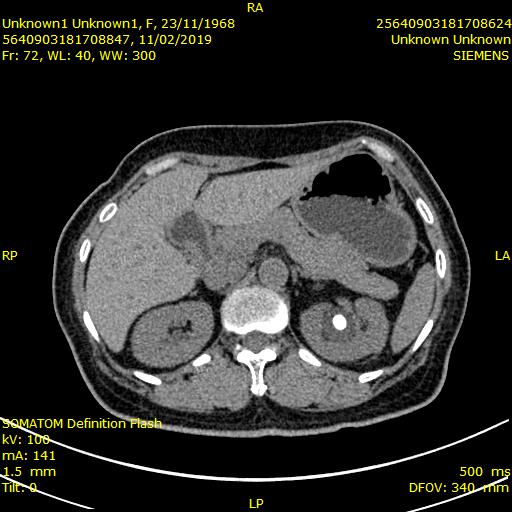 RA
Unknown1 Unknown1, F, 23/11/1968
25640903181708624
5640903181708847, 11/02/2019
Unknown Unknown
Fr: 72, WL: 40, WW: 300
SIEMENS
RP
LA
SOMATOM Definition Flash
kV: 100
mA: 141
1.5 mm
500 ms
Tilt: 0
DFOV: 340 mm
LP